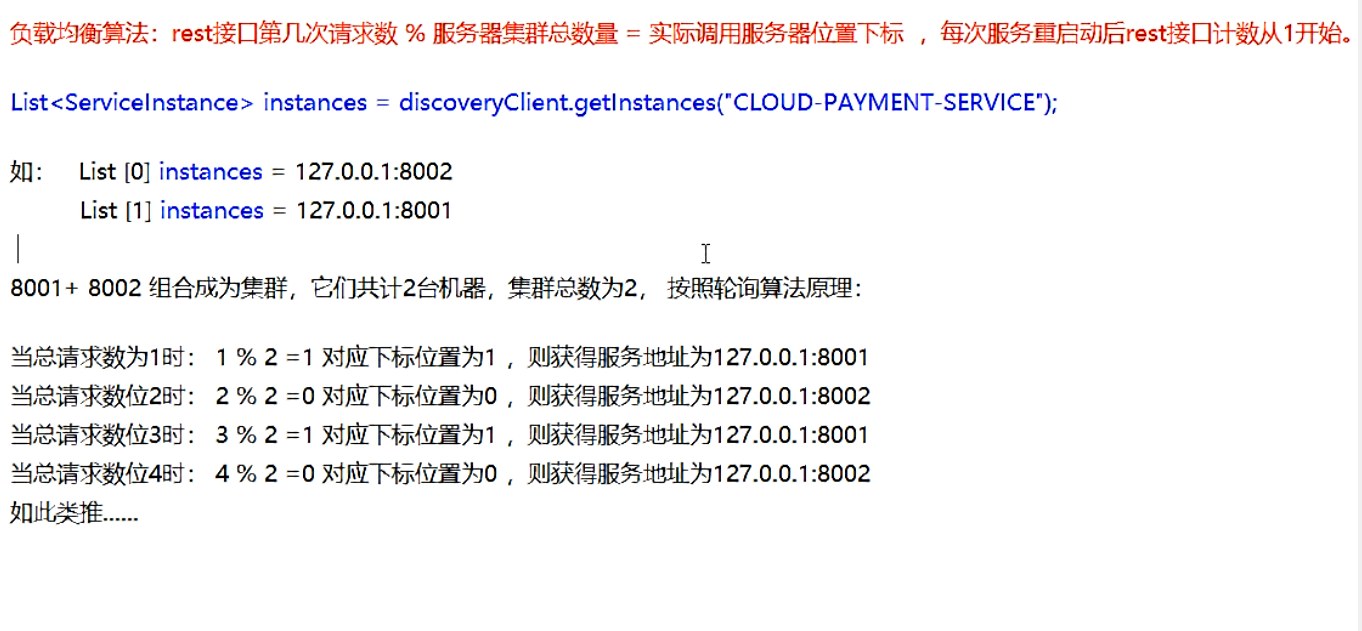 负载均衡算法：rest接口第几次请求数 % 服务器集群总数量 = 实际调用服务器位置下标 ，每次服务重启动后rest接口计数从1开始。
List<ServiceInstance> instances = discoveryClient.getInstances("CLOUD-PAYMENT-SERVICE");
如： List [0] instances = 127.0.0.1:8002
List [1] instances = 127.0.0.1:8001
8001+ 8002 组合成为集群，它们共计2台机器，集群总数为2， 按照轮询算法原理：
当总请求数为1时： 1 % 2 =1 对应下标位置为1 ，则获得服务地址为127.0.0.1:8001
当总请求数位2时： 2 % 2 =0 对应下标位置为0 ，则获得服务地址为127.0.0.1:8002
当总请求数位3时： 3 % 2 =1 对应下标位置为1 ，则获得服务地址为127.0.0.1:8001
当总请求数位4时： 4 % 2 =0 对应下标位置为0 ，则获得服务地址为127.0.0.1:8002
如此类推......